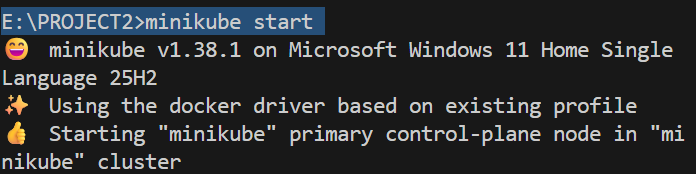 E:\PROJECT2>minikube start
😄  minikube v1.38.1 on Microsoft Windows 11 Home Single
Language 25H2
✨  Using the docker driver based on existing profile
👍  Starting "minikube" primary control-plane node in "mi
nikube" cluster